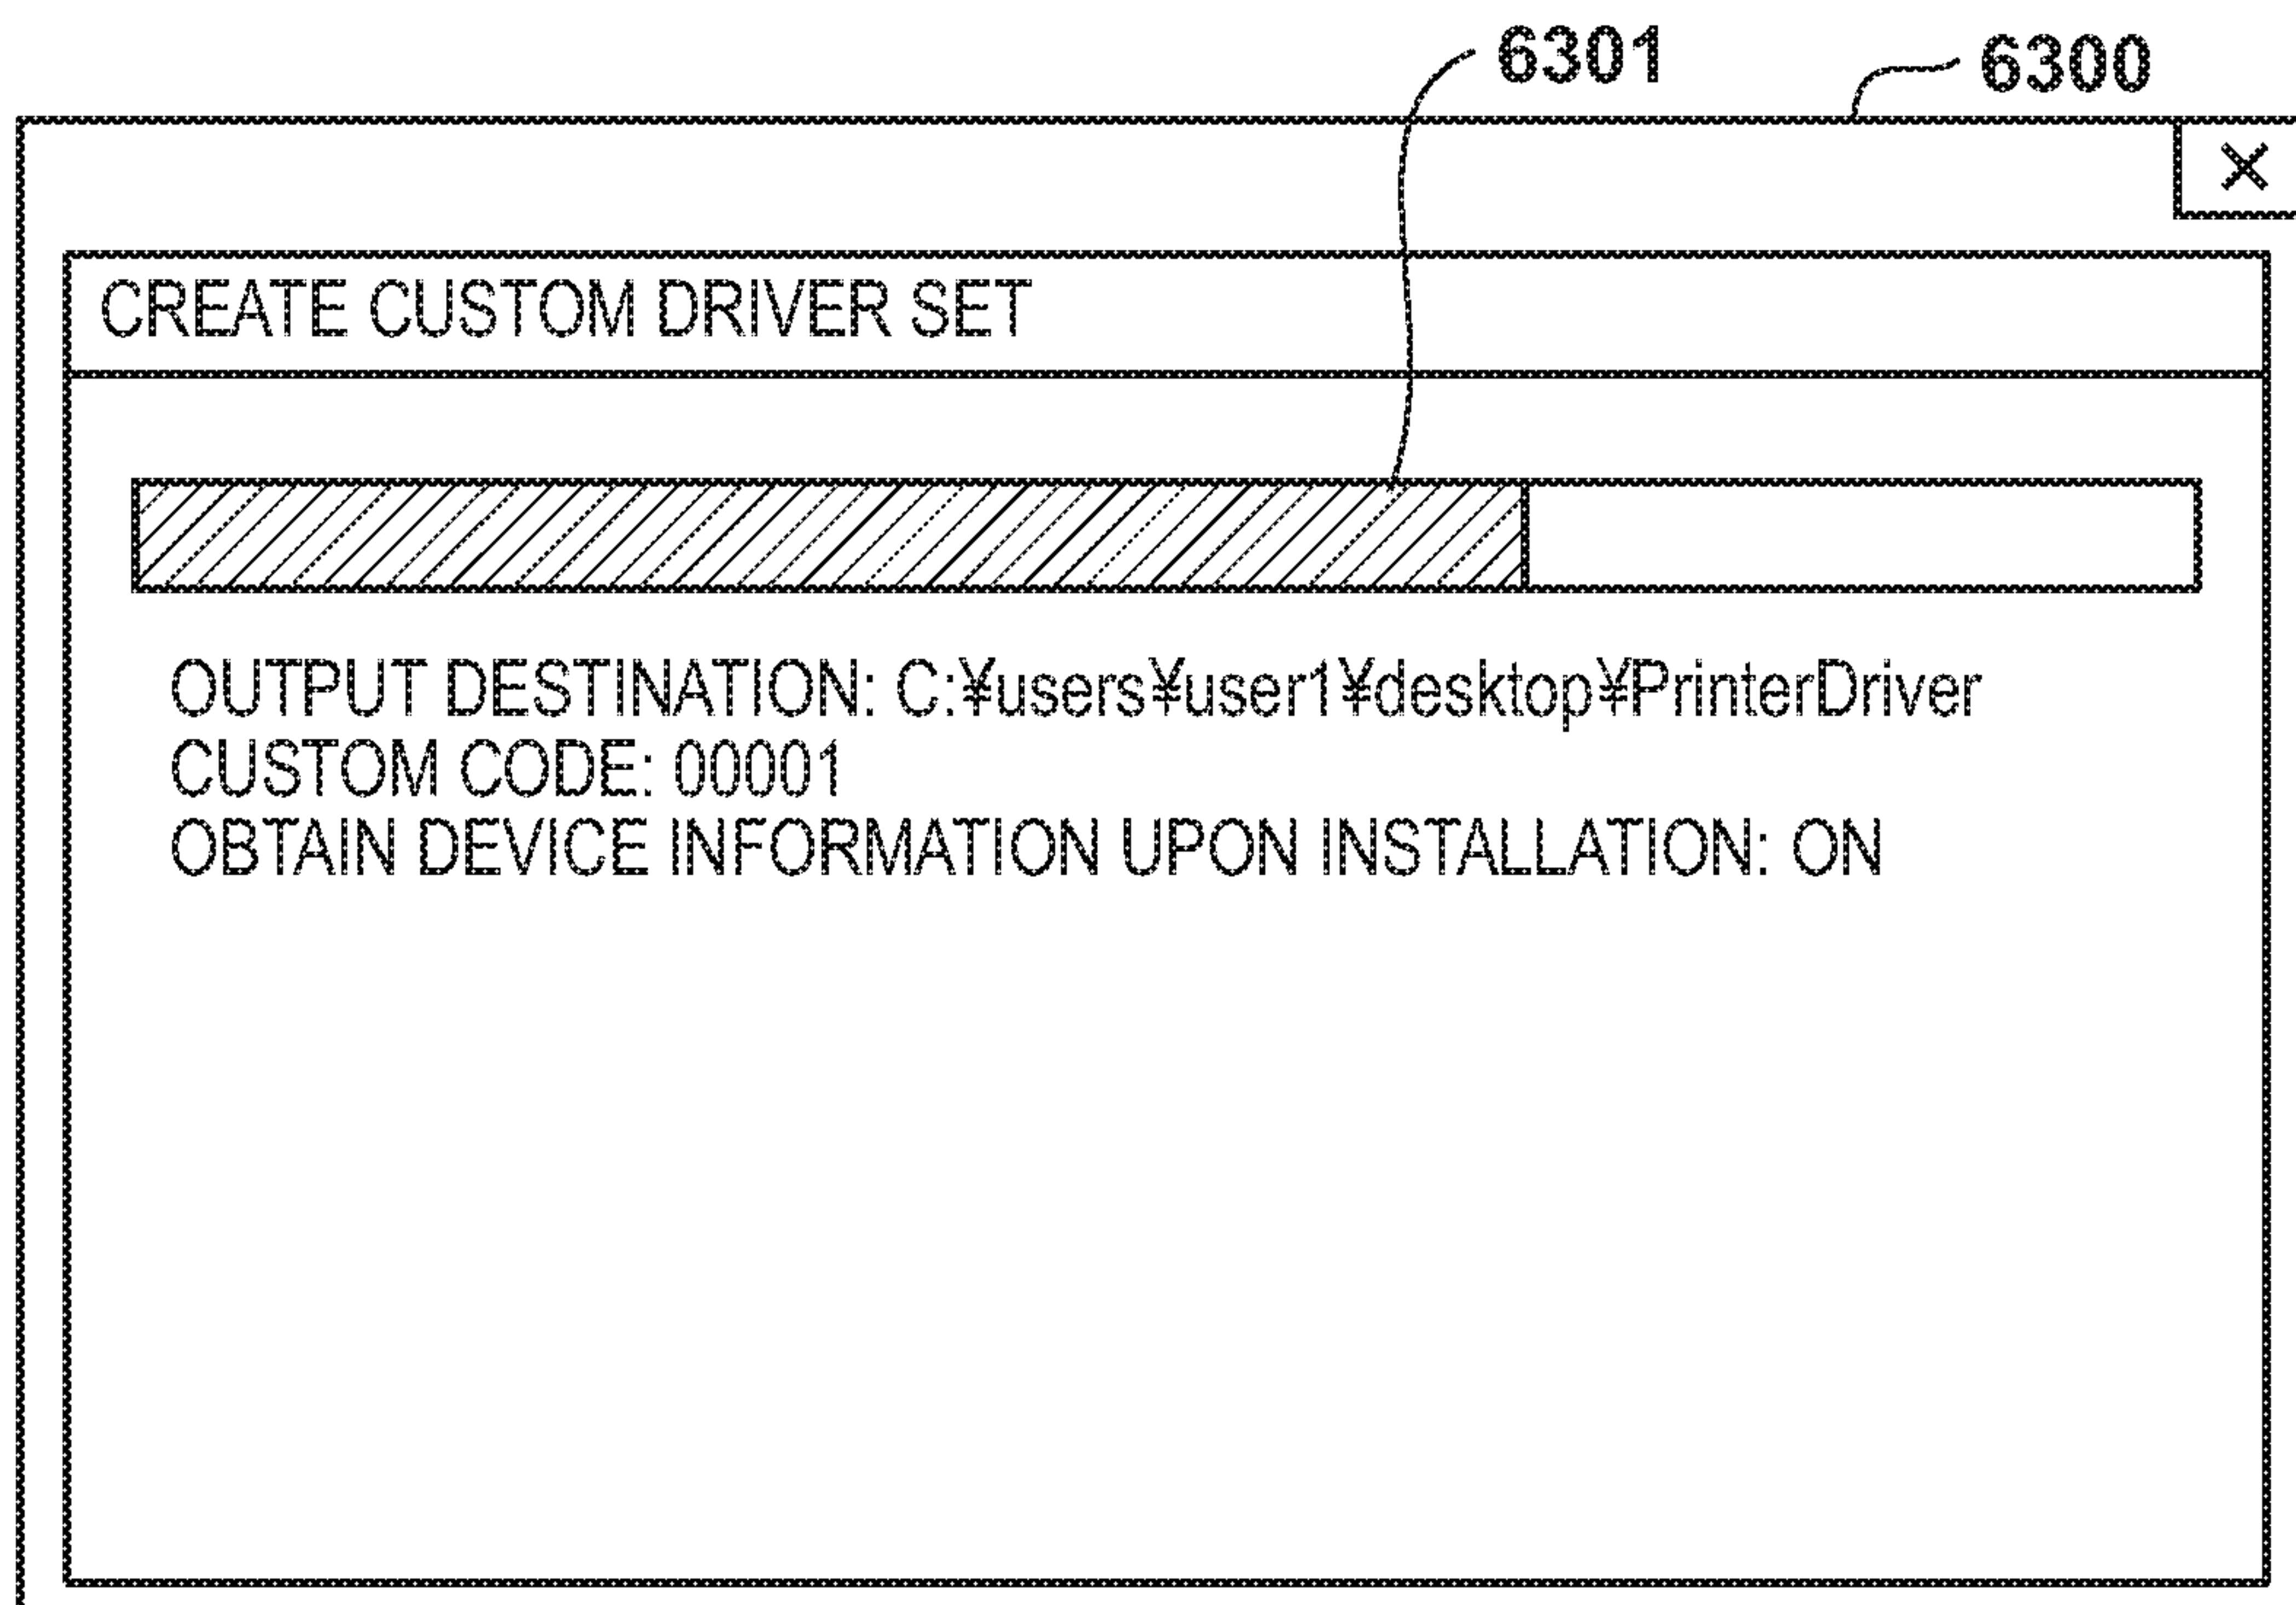 6301 6300
×
CREATE CUSTOM DRIVER SET
OUTPUT DESTINATION: C:¥users¥user1¥desktop¥PrinterDriver
CUSTOM CODE: 00001
OBTAIN DEVICE INFORMATION UPON INSTALLATION: ON